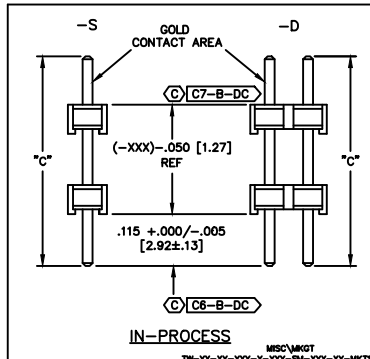 -S
-D
GOLD
CONTACT AREA
C C7-B-DC
"C"
"C"
(-XXX)-.050 [1.27]
REF
.115 +.000/-.005
[2.92±.13]
C C6-B-DC
IN-PROCESS
MISC\MKGT